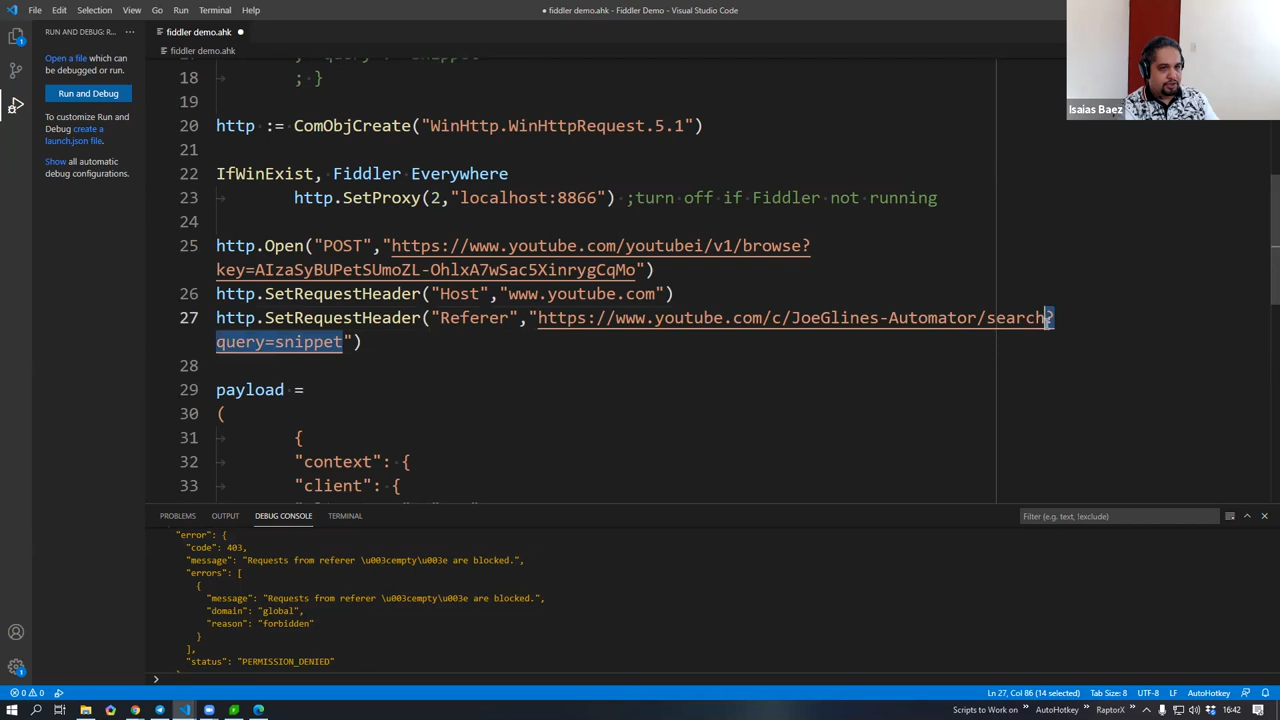 File Edit Selection View Go Run Terminal Help
● fiddler demo.ahk - Fiddler Demo - Visual Studio Code
RUN AND DEBUG: R... ...
Open a file which can
be debugged or run.
Run and Debug
To customize Run and
Debug create a
launch.json file.
Show all automatic
debug configurations.
fiddler demo.ahk ●
fiddler demo.ahk
18 ; }
19
20 http := ComObjCreate("WinHttp.WinHttpRequest.5.1")
21
22 IfWinExist, Fiddler Everywhere
23 http.SetProxy(2,"localhost:8866") ;turn off if Fiddler not running
24
25 http.Open("POST","https://www.youtube.com/youtubei/v1/browse?
key=AIzaSyBUPetSUmoZL-OhlxA7wSac5XinrygCqMo")
26 http.SetRequestHeader("Host","www.youtube.com")
27 http.SetRequestHeader("Referer","https://www.youtube.com/c/JoeGlines-Automator/search?
query=snippet")
28
29 payload =
30 (
31 {
32 "context": {
33 "client": {
Isaias Baez
PROBLEMS OUTPUT DEBUG CONSOLE TERMINAL
Filter (e.g. text, !exclude)
"error": {
"code": 403,
"message": "Requests from referer \u003cempty\u003e are blocked.",
"errors": [
{
"message": "Requests from referer \u003cempty\u003e are blocked.",
"domain": "global",
"reason": "forbidden"
}
],
"status": "PERMISSION_DENIED"
>
0 0 Ln 27, Col 86 (14 selected) Tab Size: 8 UTF-8 LF AutoHotkey
Scripts to Work on AutoHotkey RaptorX 16:42